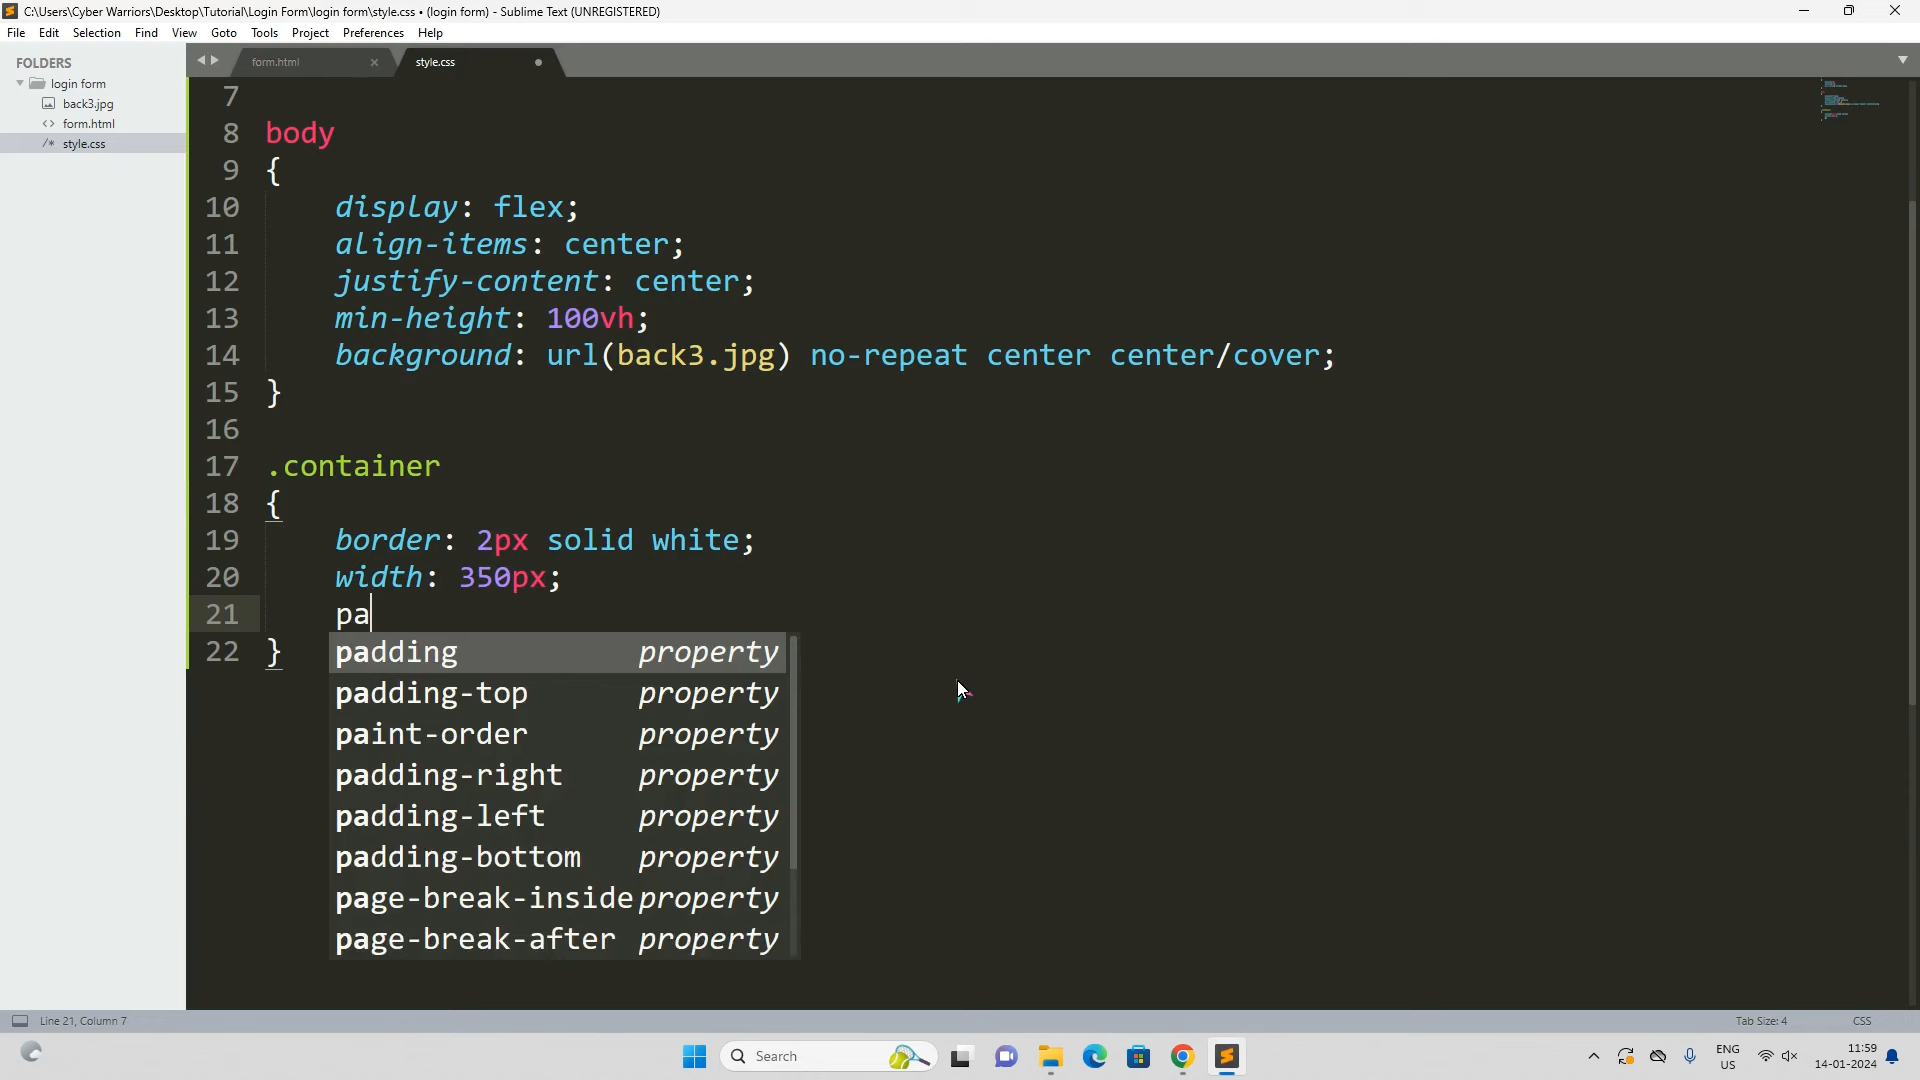 C:\Users\Cyber Warriors\Desktop\Tutorial\Login Form\login form\style.css • (login form) - Sublime Text (UNREGISTERED)
File Edit Selection Find View Goto Tools Project Preferences Help
FOLDERS
login form
back3.jpg
<> form.html
/* style.css
form.html
style.css
7
8 body
9 {
10 display: flex;
11 align-items: center;
12 justify-content: center;
13 min-height: 100vh;
14 background: url(back3.jpg) no-repeat center center/cover;
15 }
16
17 .container
18 {
19 border: 2px solid white;
20 width: 350px;
21 pa
22 }
padding property
padding-top property
paint-order property
padding-right property
padding-left property
padding-bottom property
page-break-inside property
page-break-after property
Line 21, Column 7
Tab Size: 4
CSS
Search
ENG
US
11:59
14-01-2024